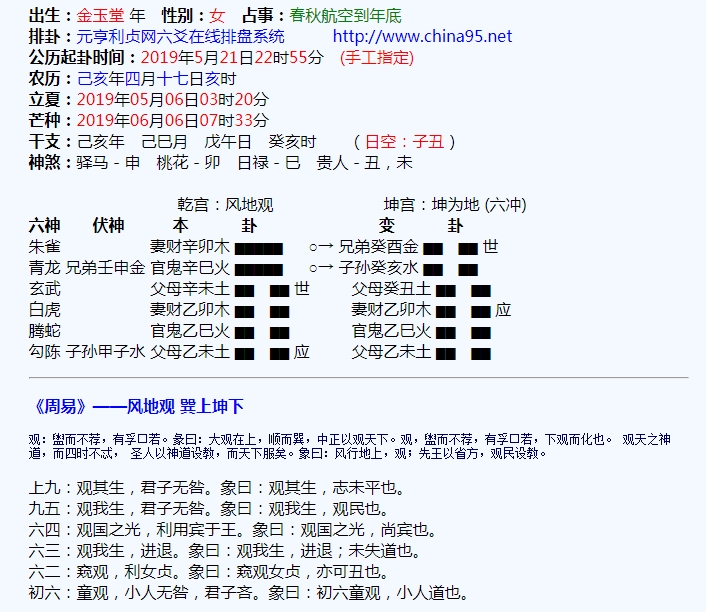 出生：金玉堂 年 性别：女 占事：春秋航空到年底
排卦：元亨利贞网六爻在线排盘系统 http://www.china95.net
公历起卦时间：2019年5月21日22时55分 (手工指定)
农历：己亥年四月十七日亥时
立夏：2019年05月06日03时20分
芒种：2019年06月06日07时33分
干支：己亥年 己巳月 戊午日 癸亥时 （日空：子丑）
神煞：驿马－申 桃花－卯 日禄－巳 贵人－丑，未
乾宫：风地观 坤宫：坤为地 (六冲)
六神 伏神 本 卦 变 卦
朱雀 妻财辛卯木 ○→ 兄弟癸酉金 世
青龙 兄弟壬申金 官鬼辛巳火 ○→ 子孙癸亥水
玄武 父母辛未土 世 父母癸丑土
白虎 妻财乙卯木 妻财乙卯木 应
腾蛇 官鬼乙巳火 官鬼乙巳火
勾陈 子孙甲子水 父母乙未土 应 父母乙未土
《周易》——风地观 巽上坤下
观：盥而不荐，有孚口若。彖曰：大观在上，顺而巽，中正以观天下。观，盥而不荐，有孚口若，下观而化也。 观天之神
道，而四时不忒， 圣人以神道设教，而天下服矣。象曰：风行地上，观；先王以省方，观民设教。
上九：观其生，君子无咎。象曰：观其生，志未平也。
九五：观我生，君子无咎。象曰：观我生，观民也。
六四：观国之光，利用宾于王。象曰：观国之光，尚宾也。
六三：观我生，进退。象曰：观我生，进退；未失道也。
六二：窥观，利女贞。象曰：窥观女贞，亦可丑也。
初六：童观，小人无咎，君子吝。象曰：初六童观，小人道也。